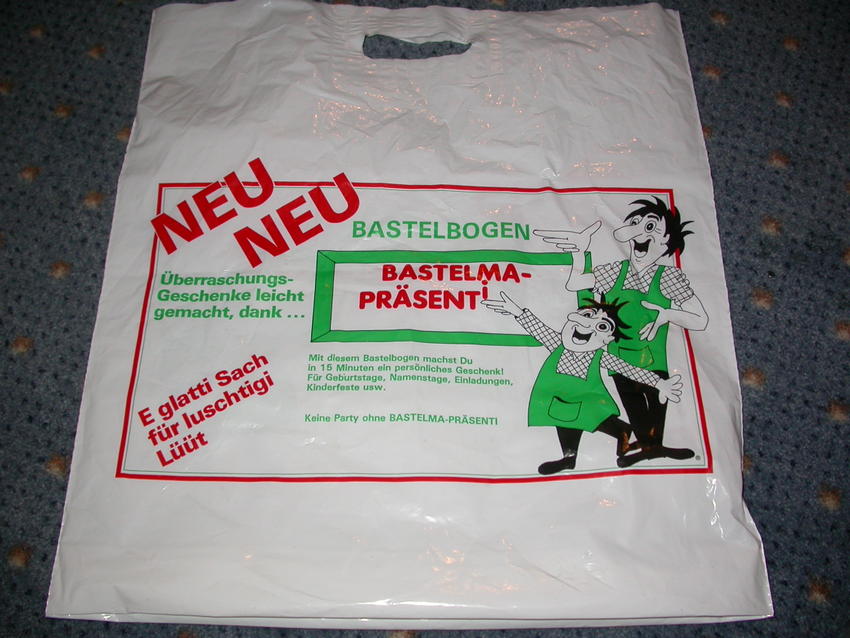 NEU
NEU
BASTELBOGEN
BASTELMA-
PRÄSENTI
Überraschungs-
Geschenke leicht
gemacht, dank ...
Mit diesem Bastelbogen machst Du
in 15 Minuten ein persönliches Geschenk!
Für Geburtstage, Namenstage, Einladungen,
Kinderfeste usw.
Keine Party ohne BASTELMA-PRÄSENTI
E glatti Sach
für luschtigi
Lüüt
®